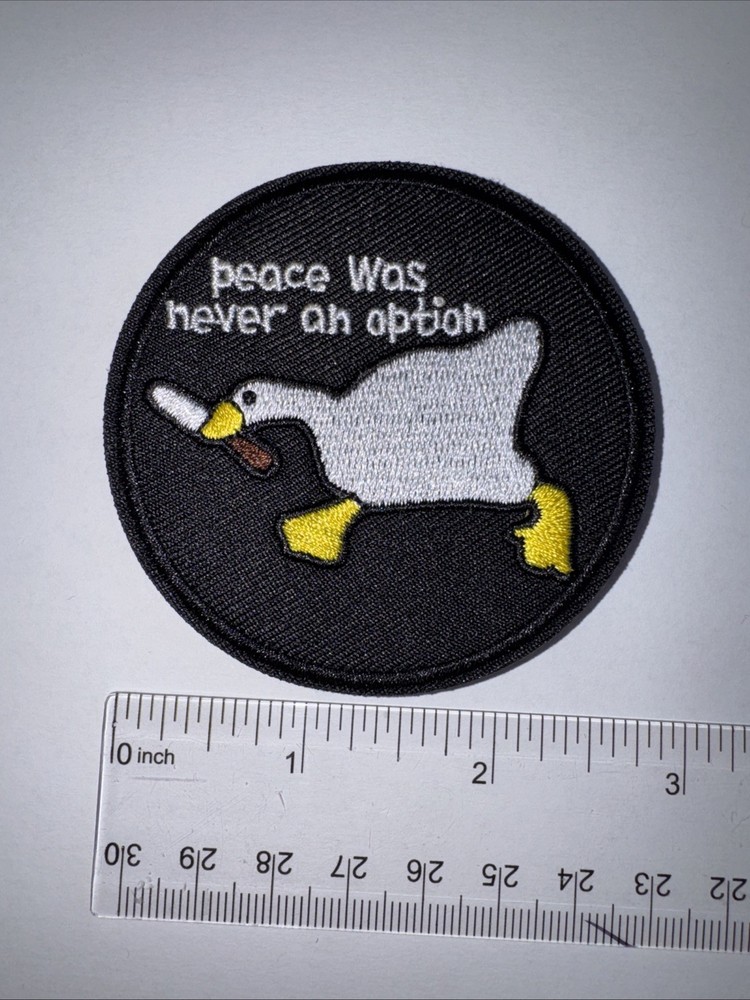 peace Was
never an option
0 inch 1 2 3
30 29 28 27 26 25 24 23 22